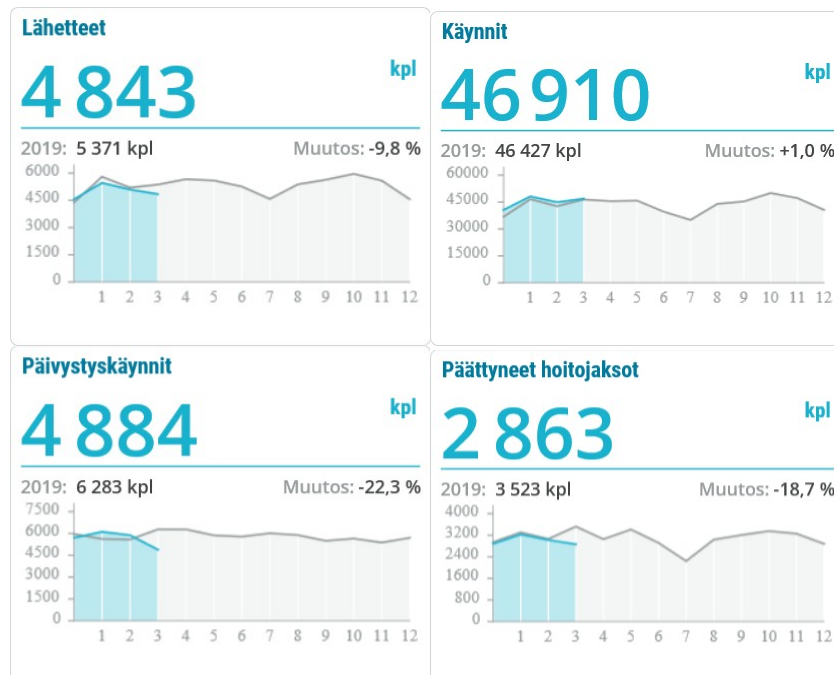 Lähetteet
4 843 kpl
2019: 5 371 kpl Muutos: -9,8 %
6000
4500
3000
1500
0
1 2 3 4 5 6 7 8 9 10 11 12
Käynnit
46 910 kpl
2019: 46 427 kpl Muutos: +1,0 %
60000
45000
30000
15000
0
1 2 3 4 5 6 7 8 9 10 11 12
Päivystyskäynnit
4 884 kpl
2019: 6 283 kpl Muutos: -22,3 %
7500
6000
4500
3000
1500
0
1 2 3 4 5 6 7 8 9 10 11 12
Päättyneet hoitojaksot
2 863 kpl
2019: 3 523 kpl Muutos: -18,7 %
4000
3200
2400
1600
800
0
1 2 3 4 5 6 7 8 9 10 11 12